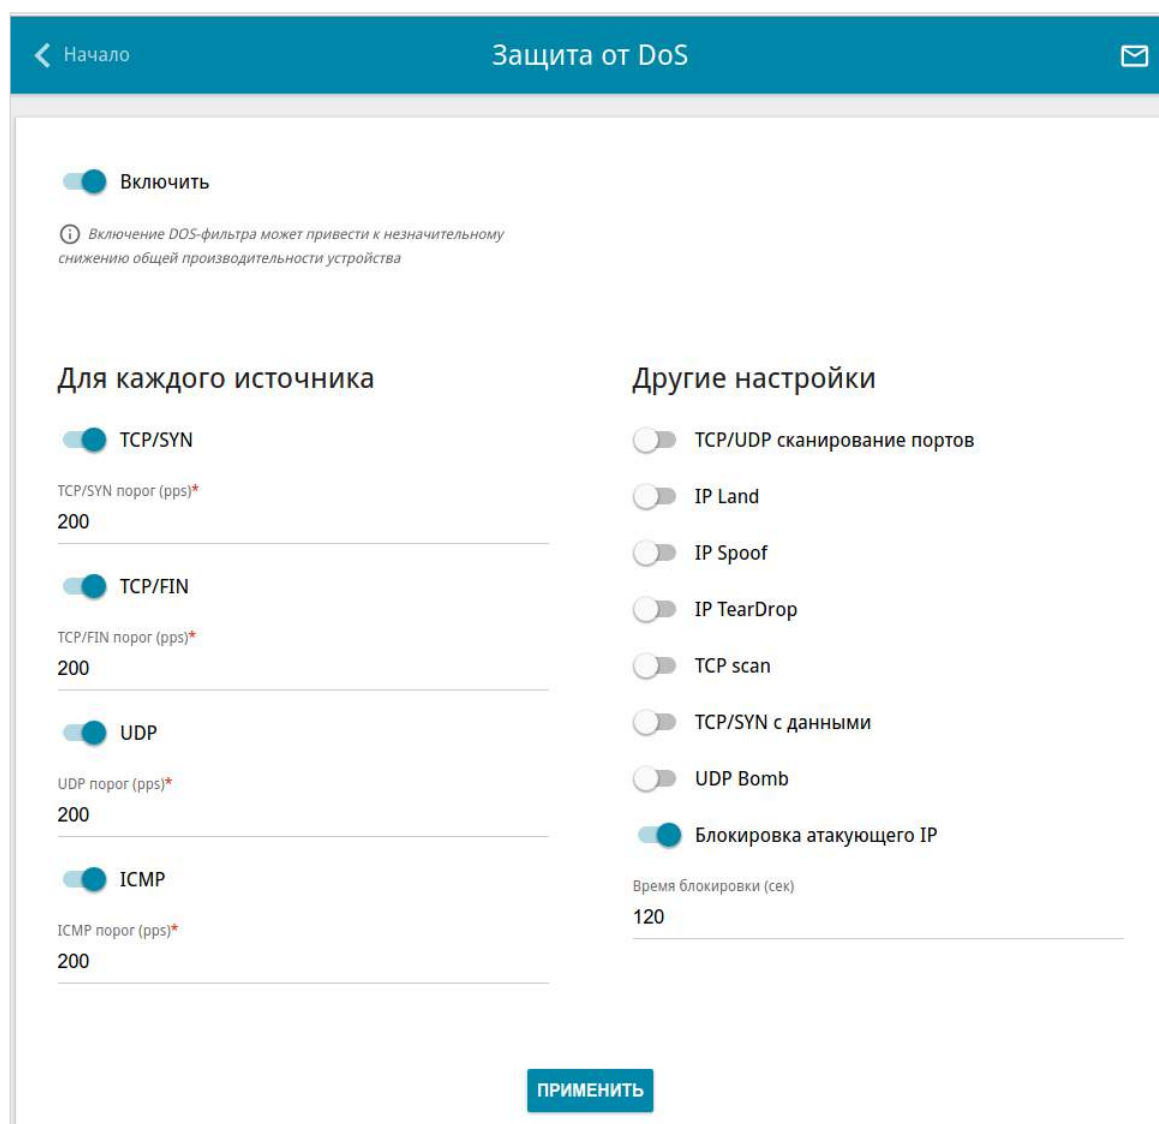 Начало
Защита от DoS
Включить
Включение DOS-фильтра может привести к незначительному
снижению общей производительности устройства
Для каждого источника
TCP/SYN
TCP/SYN порог (pps)*
200
TCP/FIN
TCP/FIN порог (pps)*
200
UDP
UDP порог (pps)*
200
ICMP
ICMP порог (pps)*
200
Другие настройки
TCP/UDP сканирование портов
IP Land
IP Spoof
IP TearDrop
TCP scan
TCP/SYN с данными
UDP Bomb
Блокировка атакующего IP
Время блокировки (сек)
120
ПРИМЕНИТЬ